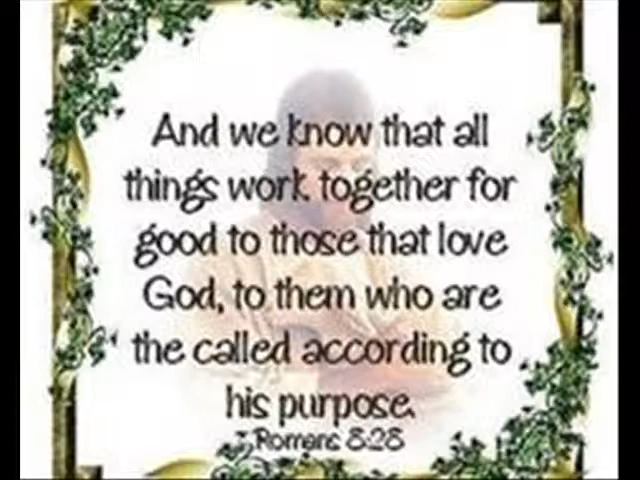 And we know that all
things work together for
good to those that love
God, to them who are
the called according to
his purpose.
~Romans 8:28